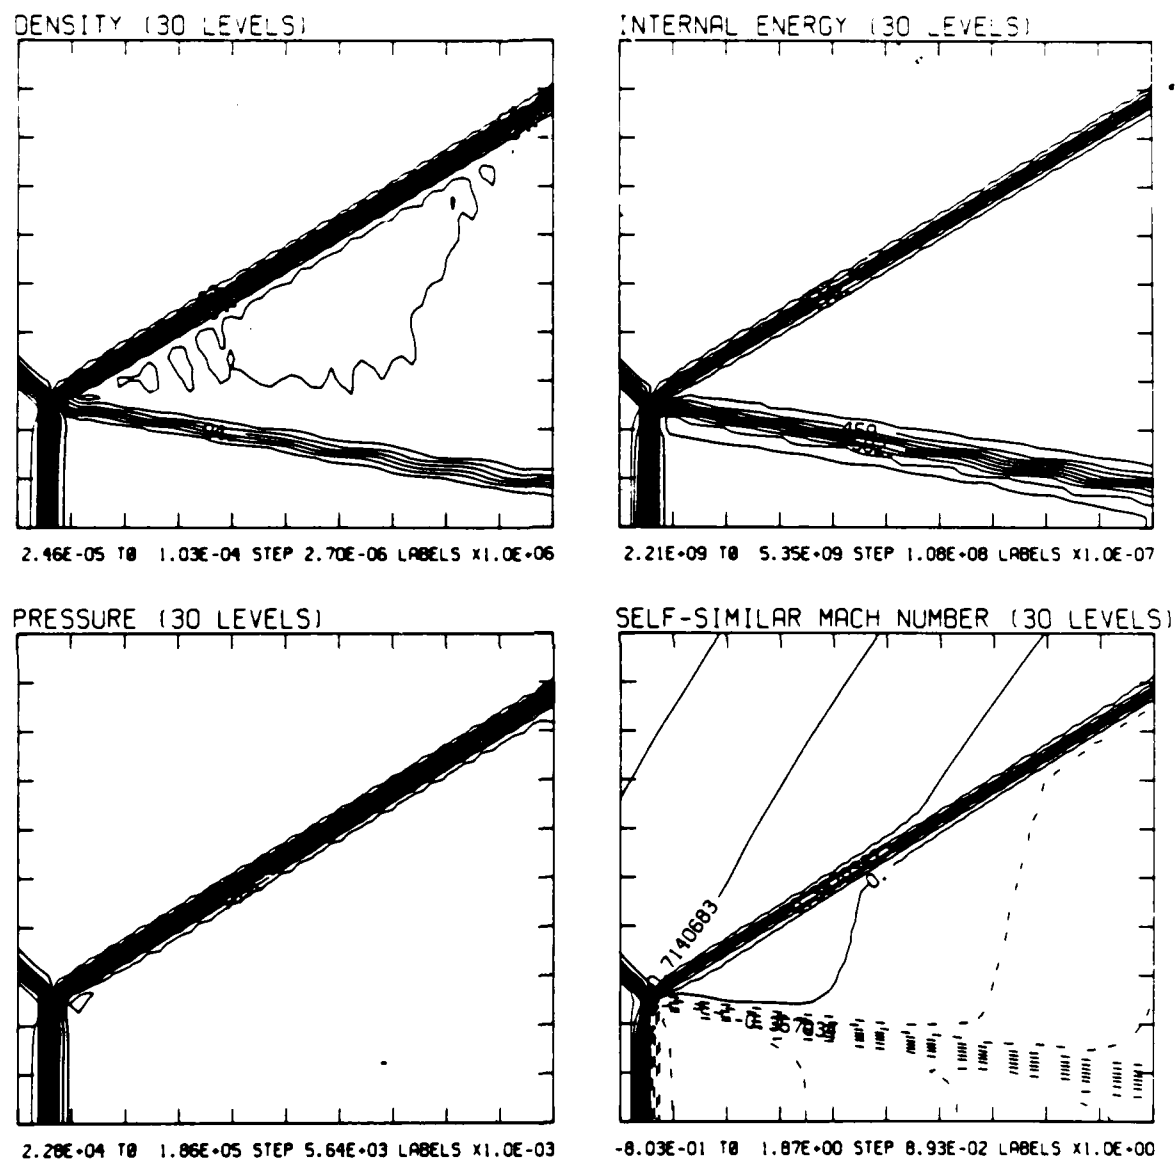 DENSITY (30 LEVELS)
INTERNAL ENERGY (30 LEVELS)
2.46E-05 TO 1.03E-04 STEP 2.70E-06 LABELS X1.0E+06
2.21E+09 TO 5.35E+09 STEP 1.08E+08 LABELS X1.0E-07
PRESSURE (30 LEVELS)
SELF-SIMILAR MACH NUMBER (30 LEVELS)
0.
0.7140683
2.28E+04 TO 1.86E+05 STEP 5.64E+03 LABELS X1.0E-03
-8.03E-01 TO 1.87E+00 STEP 8.93E-02 LABELS X1.0E+00